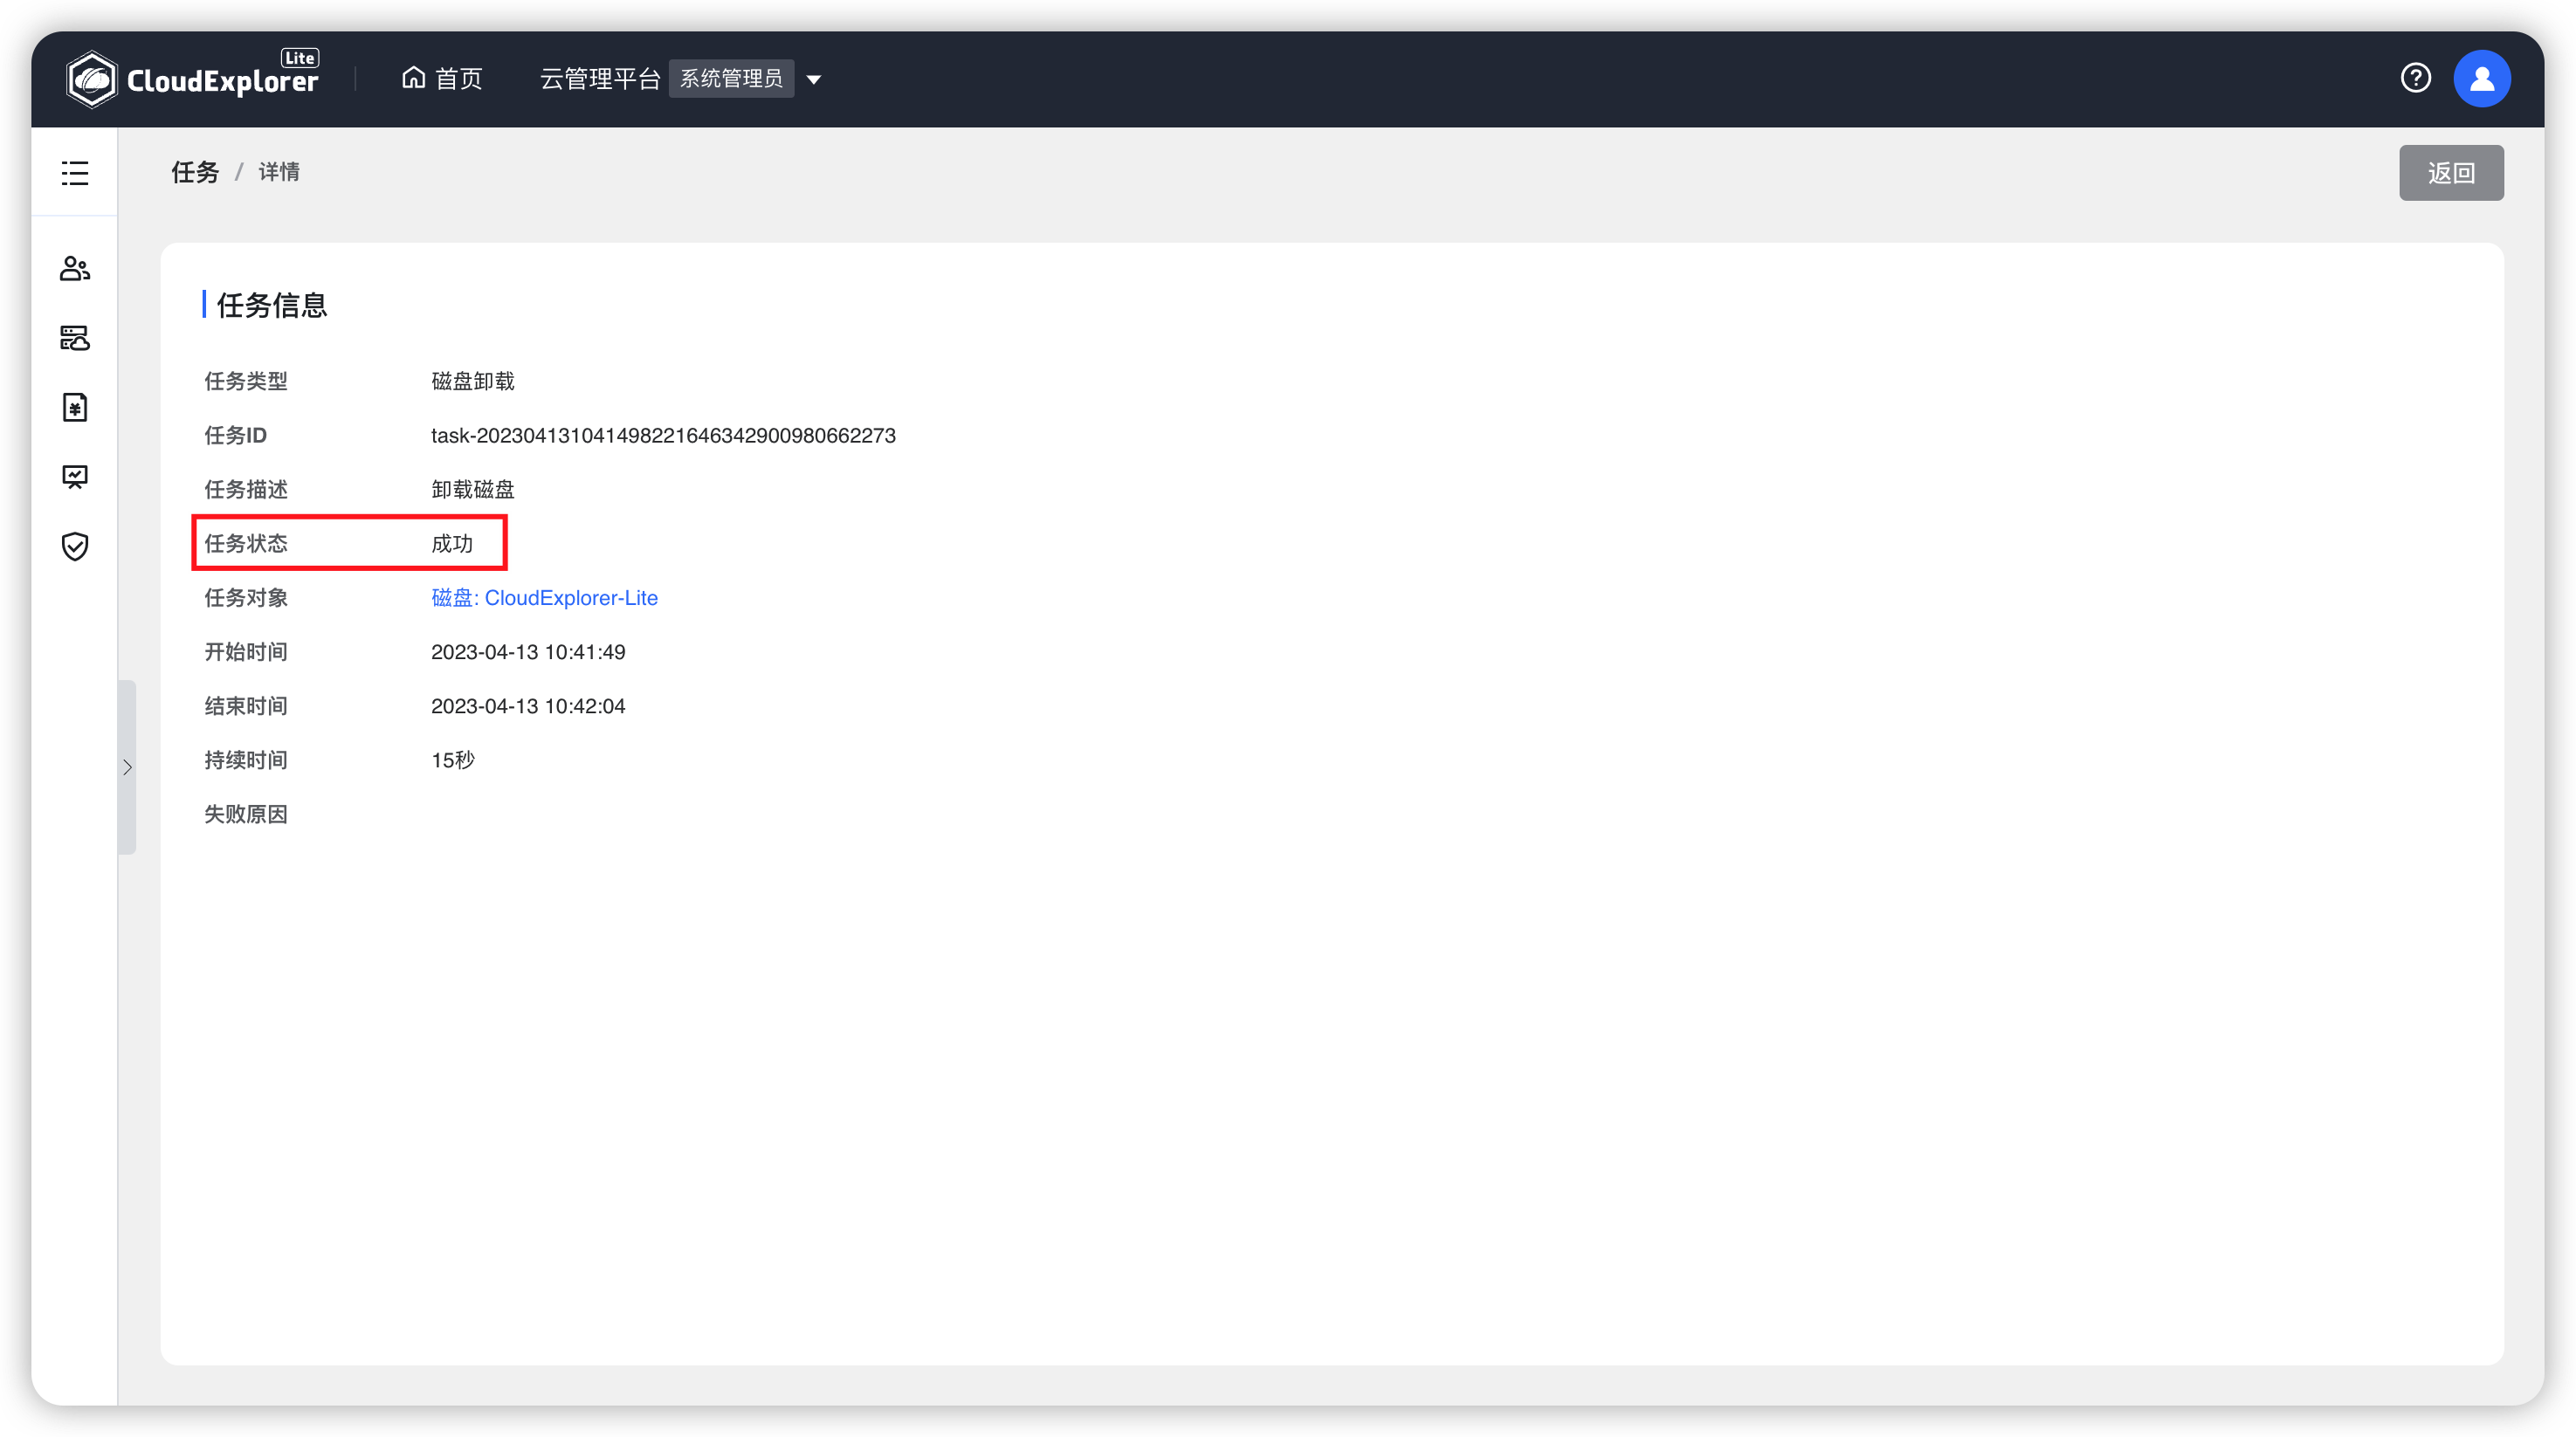 CloudExplorer Lite 首页 云管理平台 系统管理员
任务 / 详情 返回
任务信息
任务类型 磁盘卸载
任务ID task-20230413104149822164634290098066​2273
任务描述 卸载磁盘
任务状态 成功
任务对象 磁盘: CloudExplorer-Lite
开始时间 2023-04-13 10:41:49
结束时间 2023-04-13 10:42:04
持续时间 15秒
失败原因